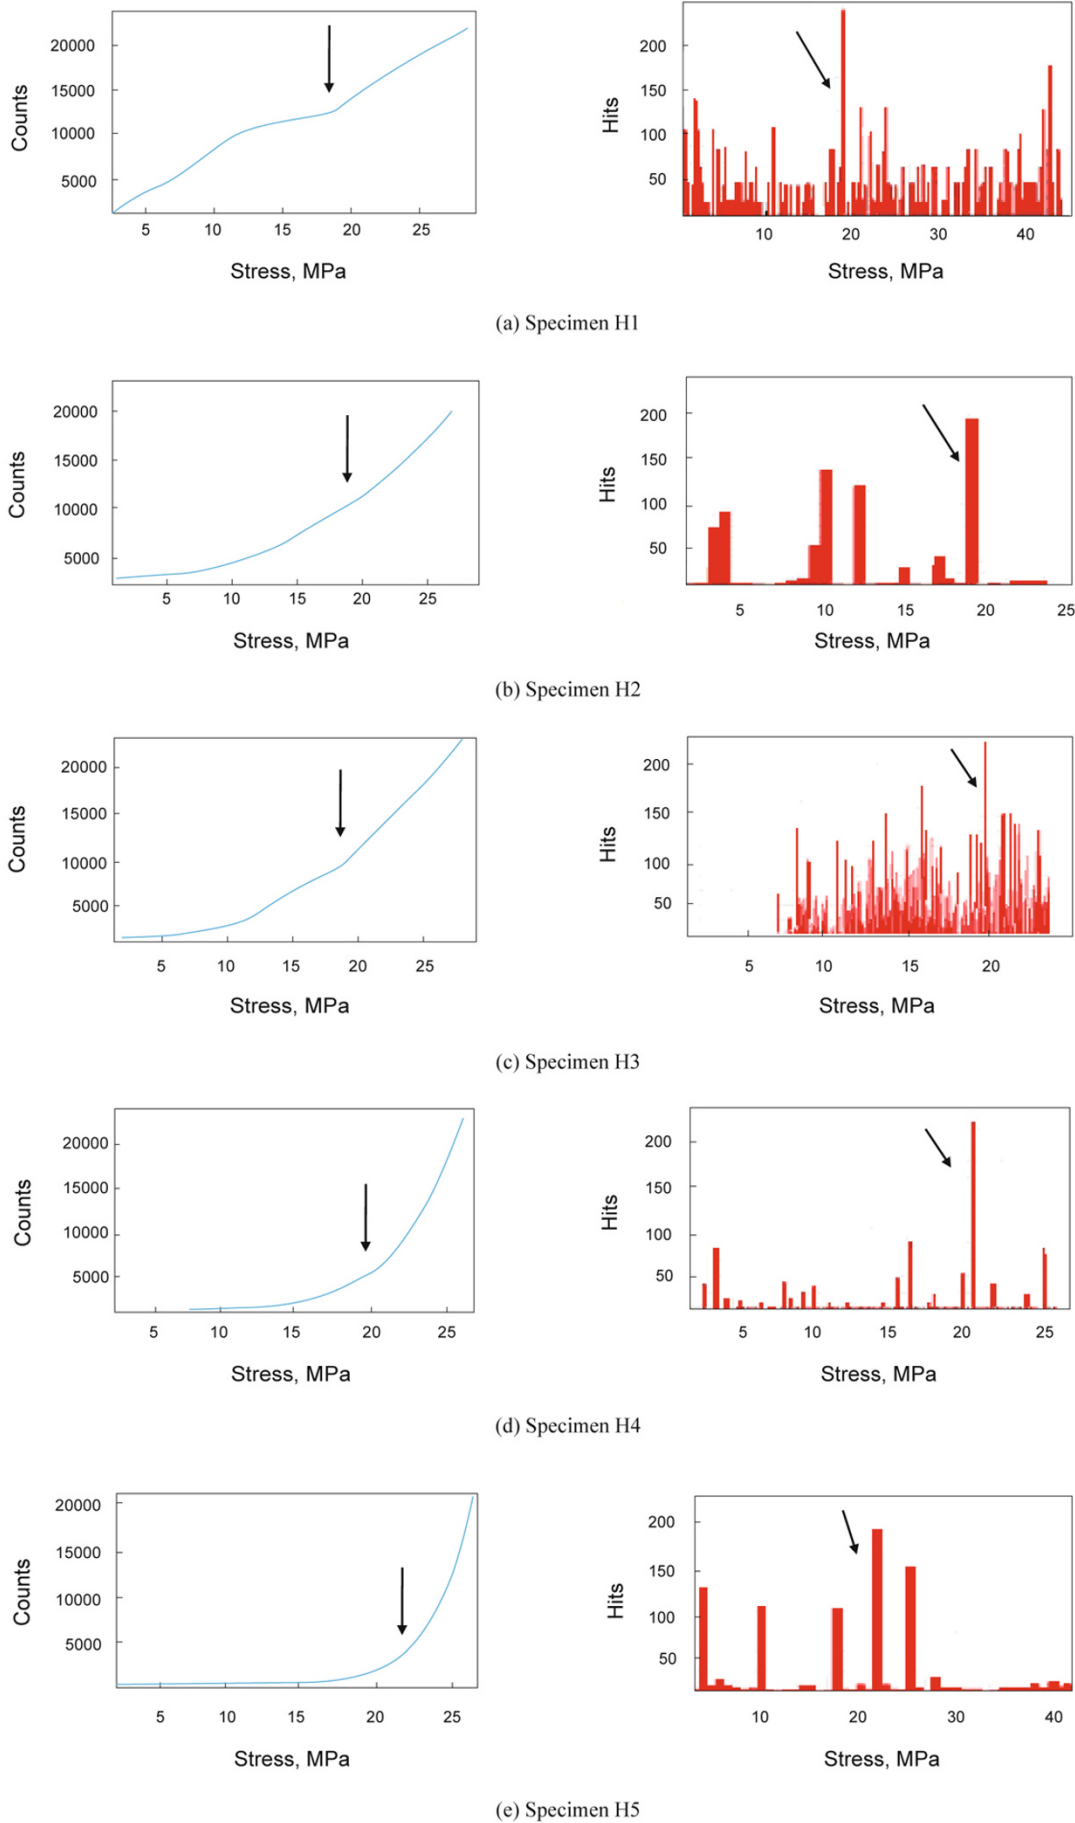 Counts
20000
15000
10000
5000
5 10 15 20 25
Stress, MPa
Hits
200
150
100
50
10 20 30 40
Stress, MPa
(a) Specimen H1
Counts
20000
15000
10000
5000
5 10 15 20 25
Stress, MPa
Hits
200
150
100
50
5 10 15 20 25
Stress, MPa
(b) Specimen H2
Counts
20000
15000
10000
5000
5 10 15 20 25
Stress, MPa
Hits
200
150
100
50
5 10 15 20
Stress, MPa
(c) Specimen H3
Counts
20000
15000
10000
5000
5 10 15 20 25
Stress, MPa
Hits
200
150
100
50
5 10 15 20 25
Stress, MPa
(d) Specimen H4
Counts
20000
15000
10000
5000
5 10 15 20 25
Stress, MPa
Hits
200
150
100
50
10 20 30 40
Stress, MPa
(e) Specimen H5